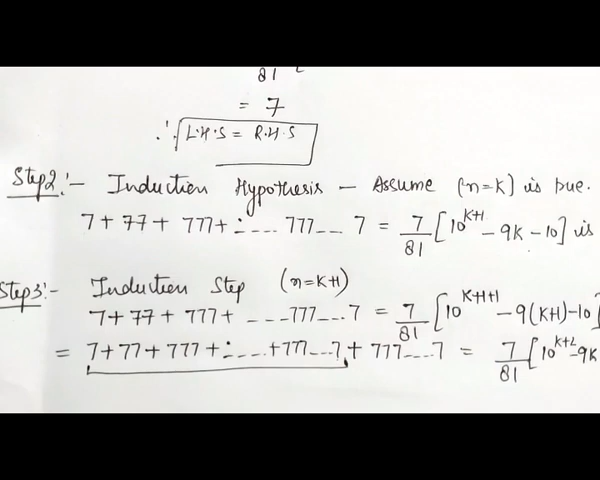 81
= 7
∴ L.H.S = R.H.S
Step2:- Induction Hypothesis – Assume (n=K) is true.
7 + 77 + 777 + ..... 777 ... 7 = 7/81 [10^(K+1) – 9K – 10] is
Step3:- Induction Step (n=K+1)
7 + 77 + 777 + ..... 777...7 = 7/81 [10^(K+1+1) – 9(K+1) – 10]
= 7 + 77 + 777 + ..... + 777...7 + 777...7 = 7/81 [10^(K+2) – 9K